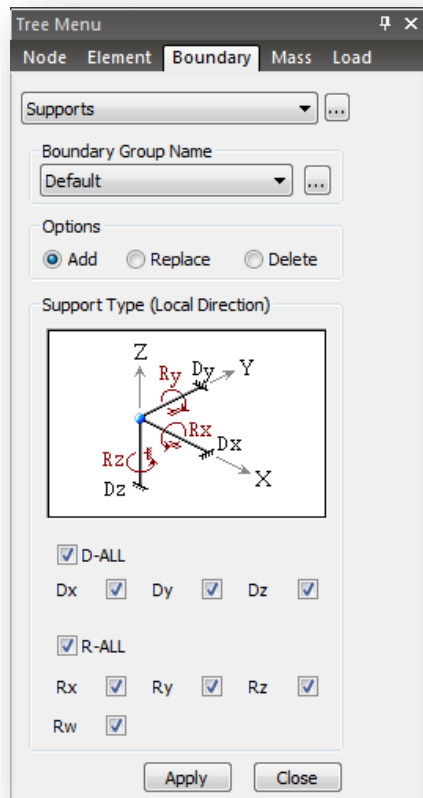 Tree Menu
Node Element Boundary Mass Load
Supports ...
Boundary Group Name
Default ...
Options
Add Replace Delete
Support Type (Local Direction)
Z
Ry Dy Y
Rx Dx
Rz
Dz X
D-ALL
Dx Dy Dz
R-ALL
Rx Ry Rz
Rw
Apply Close